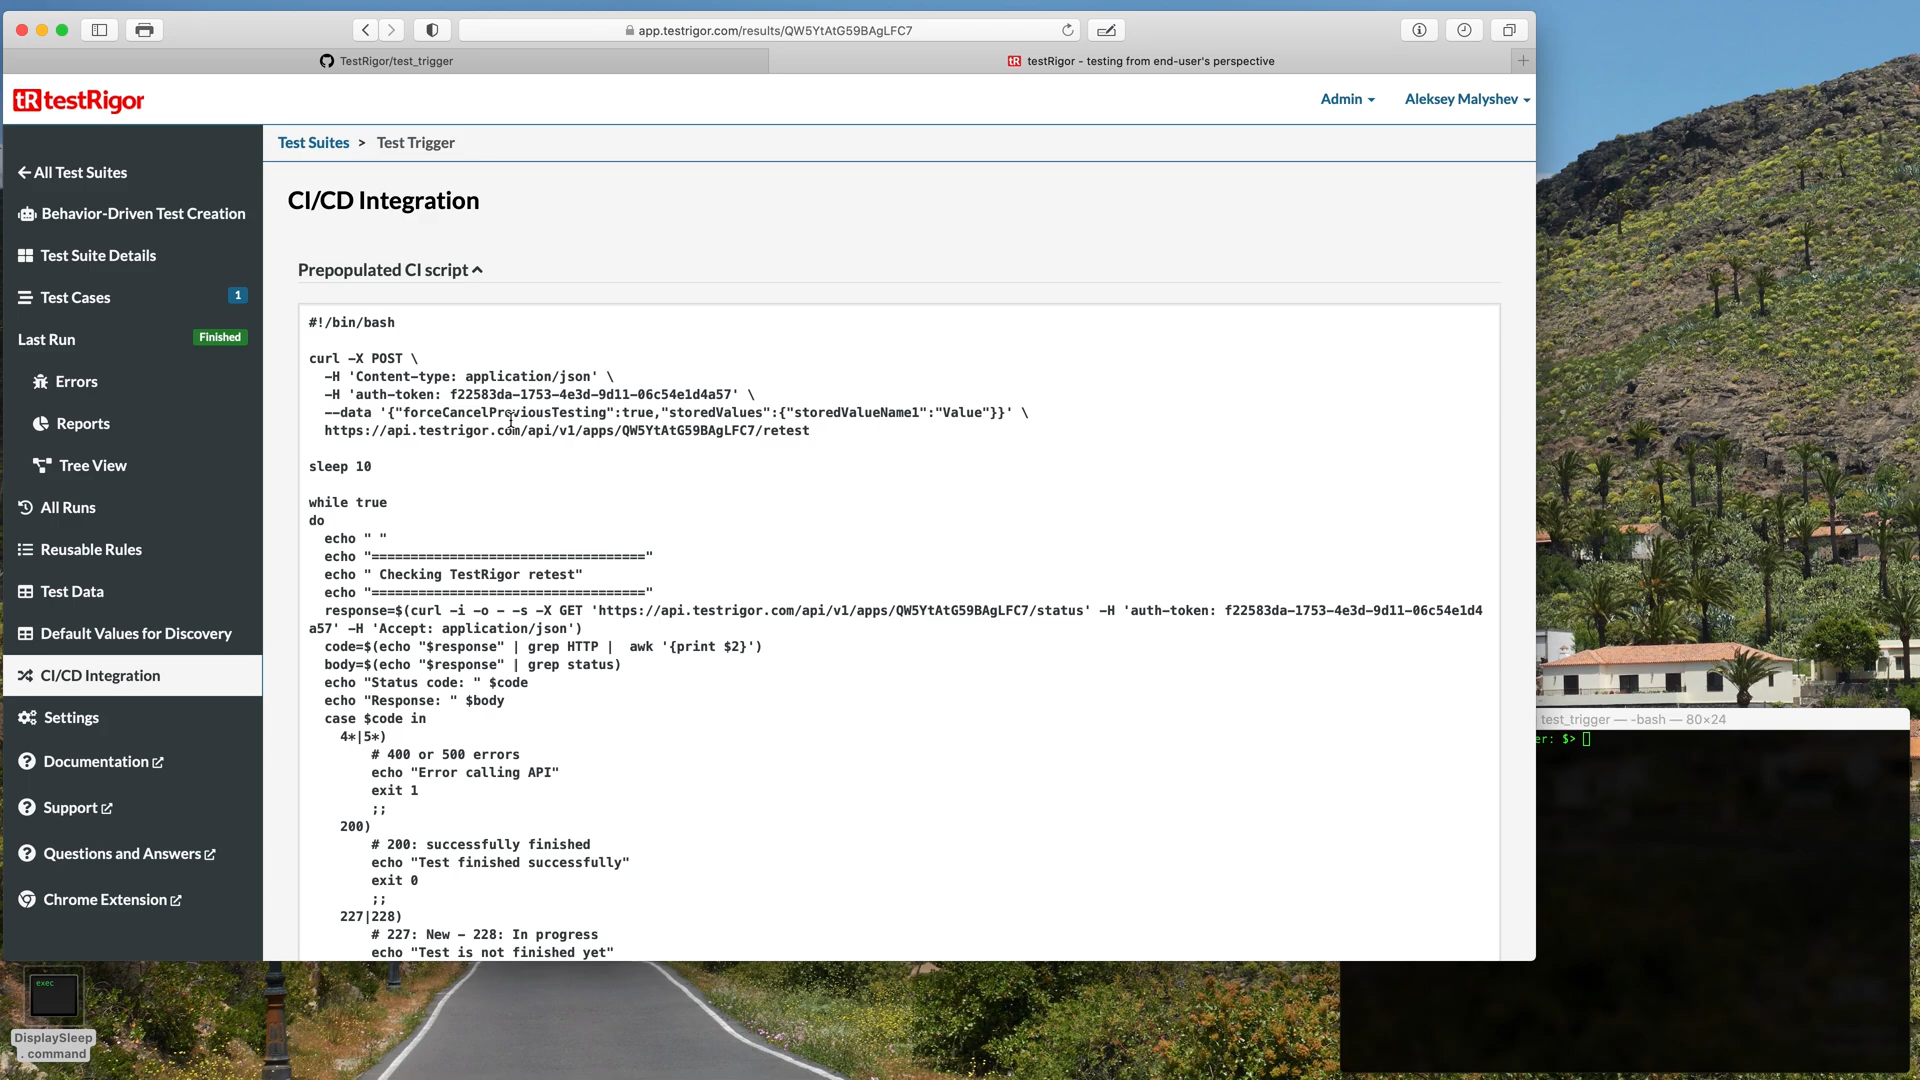 app.testrigor.com/results/QW5YtAtG59BAgLFC7
TestRigor/test_trigger
tR testRigor - testing from end-user's perspective
tR testRigor
Admin
Aleksey Malyshev
Test Suites > Test Trigger
All Test Suites
Behavior-Driven Test Creation
Test Suite Details
Test Cases 1
Last Run Finished
Errors
Reports
Tree View
All Runs
Reusable Rules
Test Data
Default Values for Discovery
CI/CD Integration
Settings
Documentation
Support
Questions and Answers
Chrome Extension
CI/CD Integration
Prepopulated CI script
#!/bin/bash
curl -X POST \
-H 'Content-type: application/json' \
-H 'auth-token: f22583da-1753-4e3d-9d11-06c54e1d4a57' \
--data '{"forceCancelPreviousTesting":true,"storedValues":{"storedValueName1":"Value"}}' \
https://api.testrigor.com/api/v1/apps/QW5YtAtG59BAgLFC7/retest
sleep 10
while true
do
echo " "
echo "==================================="
echo " Checking TestRigor retest"
echo "==================================="
response=$(curl -i -o - -s -X GET 'https://api.testrigor.com/api/v1/apps/QW5YtAtG59BAgLFC7/status' -H 'auth-token: f22583da-1753-4e3d-9d11-06c54e1d4
a57' -H 'Accept: application/json')
code=$(echo "$response" | grep HTTP |  awk '{print $2}')
body=$(echo "$response" | grep status)
echo "Status code: " $code
echo "Response: " $body
case $code in
4*|5*)
# 400 or 500 errors
echo "Error calling API"
exit 1
;;
200)
# 200: successfully finished
echo "Test finished successfully"
exit 0
;;
227|228)
# 227: New - 228: In progress
echo "Test is not finished yet"
test_trigger — -bash — 80×24
er: $>
exec
DisplaySleep
.command